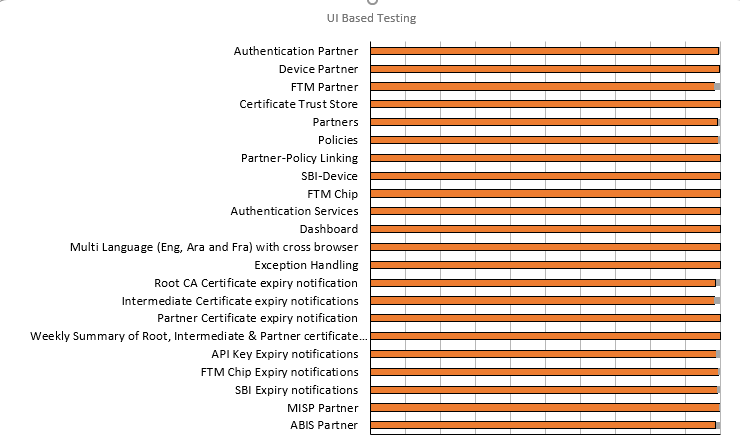 UI Based Testing
Authentication Partner
Device Partner
FTM Partner
Certificate Trust Store
Partners
Policies
Partner-Policy Linking
SBI-Device
FTM Chip
Authentication Services
Dashboard
Multi Language (Eng, Ara and Fra) with cross browser
Exception Handling
Root CA Certificate expiry notification
Intermediate Certificate expiry notifications
Partner Certificate expiry notification
Weekly Summary of Root, Intermediate & Partner certificate...
API Key Expiry notifications
FTM Chip Expiry notifications
SBI Expiry notifications
MISP Partner
ABIS Partner